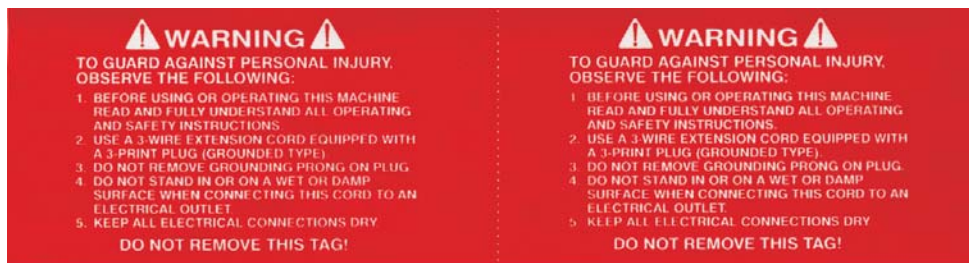 WARNING
TO GUARD AGAINST PERSONAL INJURY,
OBSERVE THE FOLLOWING:
1. BEFORE USING OR OPERATING THIS MACHINE
READ AND FULLY UNDERSTAND ALL OPERATING
AND SAFETY INSTRUCTIONS.
2. USE A 3-WIRE EXTENSION CORD EQUIPPED WITH
A 3-PRINT PLUG (GROUNDED TYPE)
3. DO NOT REMOVE GROUNDING PRONG ON PLUG
4. DO NOT STAND IN OR ON A WET OR DAMP
SURFACE WHEN CONNECTING THIS CORD TO AN
ELECTRICAL OUTLET.
5. KEEP ALL ELECTRICAL CONNECTIONS DRY
DO NOT REMOVE THIS TAG!
WARNING
TO GUARD AGAINST PERSONAL INJURY,
OBSERVE THE FOLLOWING:
1 BEFORE USING OR OPERATING THIS MACHINE
READ AND FULLY UNDERSTAND ALL OPERATING
AND SAFETY INSTRUCTIONS.
2. USE A 3-WIRE EXTENSION CORD EQUIPPED WITH
A 3-PRINT PLUG (GROUNDED TYPE).
3. DO NOT REMOVE GROUNDING PRONG ON PLUG.
4. DO NOT STAND IN OR ON A WET OR DAMP
SURFACE WHEN CONNECTING THIS CORD TO AN
ELECTRICAL OUTLET.
5. KEEP ALL ELECTRICAL CONNECTIONS DRY
DO NOT REMOVE THIS TAG!